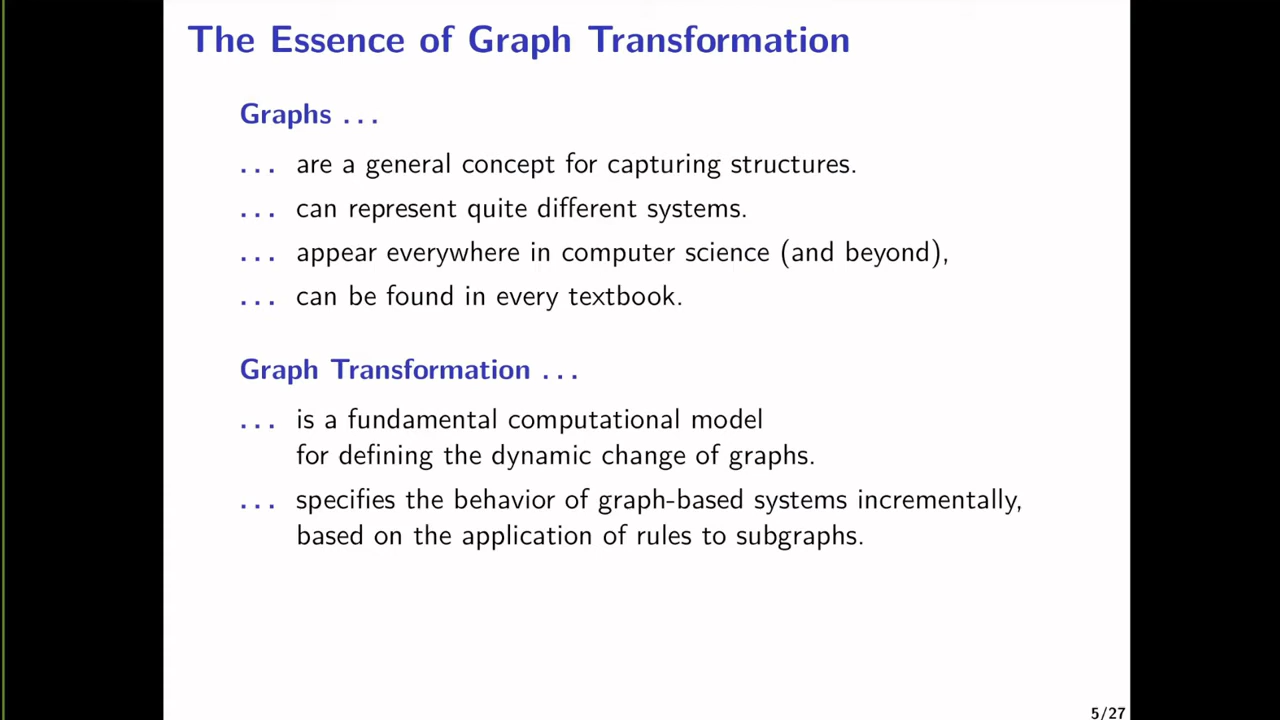 The Essence of Graph Transformation
Graphs . . .
. . . are a general concept for capturing structures.
. . . can represent quite different systems.
. . . appear everywhere in computer science (and beyond),
. . . can be found in every textbook.
Graph Transformation . . .
. . . is a fundamental computational model
for defining the dynamic change of graphs.
. . . specifies the behavior of graph-based systems incrementally,
based on the application of rules to subgraphs.
5/27